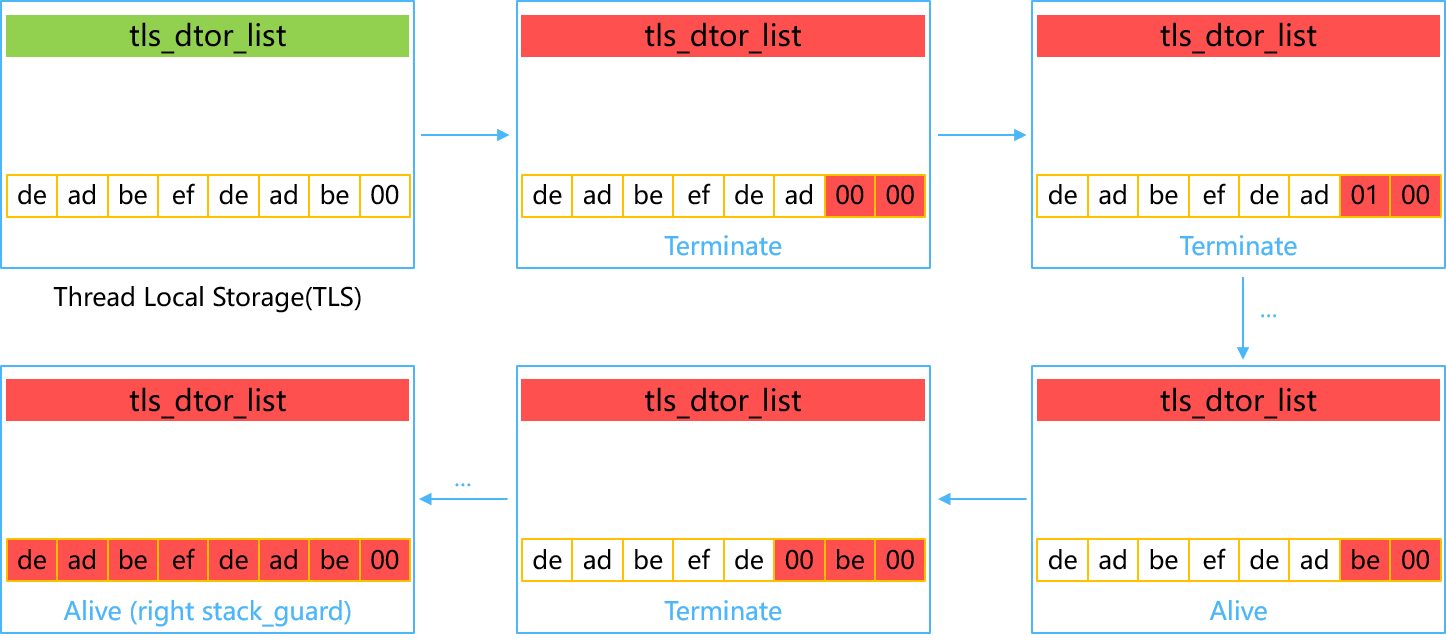 tls_dtor_list
de ad be ef de ad be 00
Thread Local Storage(TLS)
tls_dtor_list
de ad be ef de ad 00 00
Terminate
tls_dtor_list
de ad be ef de ad 01 00
Terminate
...
tls_dtor_list
de ad be ef de ad be 00
Alive
tls_dtor_list
de ad be ef de 00 be 00
Terminate
...
tls_dtor_list
de ad be ef de ad be 00
Alive (right stack_guard)